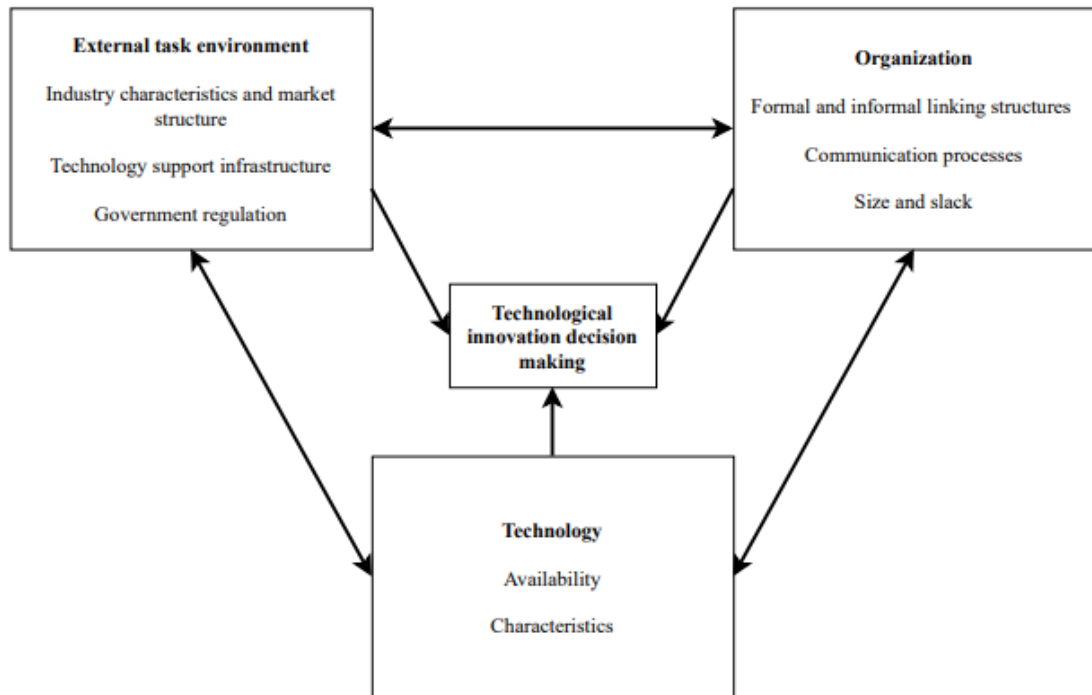 External task environment
Industry characteristics and market
structure
Technology support infrastructure
Government regulation
Organization
Formal and informal linking structures
Communication processes
Size and slack
Technological
innovation decision
making
Technology
Availability
Characteristics